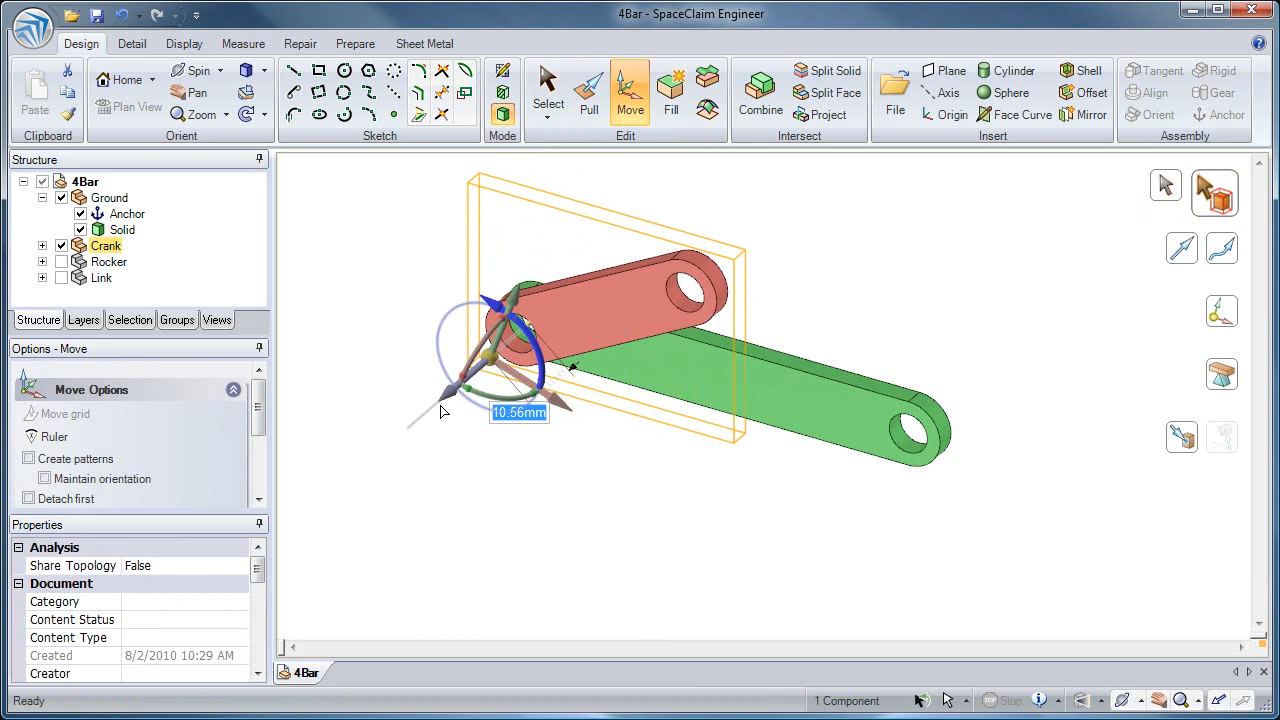 4Bar - SpaceClaim Engineer
Design Detail Display Measure Repair Prepare Sheet Metal
Paste
Clipboard
Home Spin
Plan View Pan
Zoom
Orient
Sketch
Mode
Select Pull Move Fill
Edit
Combine Split Solid
Split Face
Project
Intersect
File Plane Cylinder Shell
Axis Sphere Offset
Origin Face Curve Mirror
Insert
Tangent Rigid
Align Gear
Orient Anchor
Assembly
Structure
4Bar
Ground
Anchor
Solid
Crank
Rocker
Link
Structure Layers Selection Groups Views
Options - Move
Move Options
Move grid
Ruler
Create patterns
Maintain orientation
Detach first
Properties
Analysis
Share Topology False
Document
Category
Content Status
Content Type
Created 8/2/2010 10:29 AM
Creator
10.56mm
4Bar
Ready
1 Component
Stop